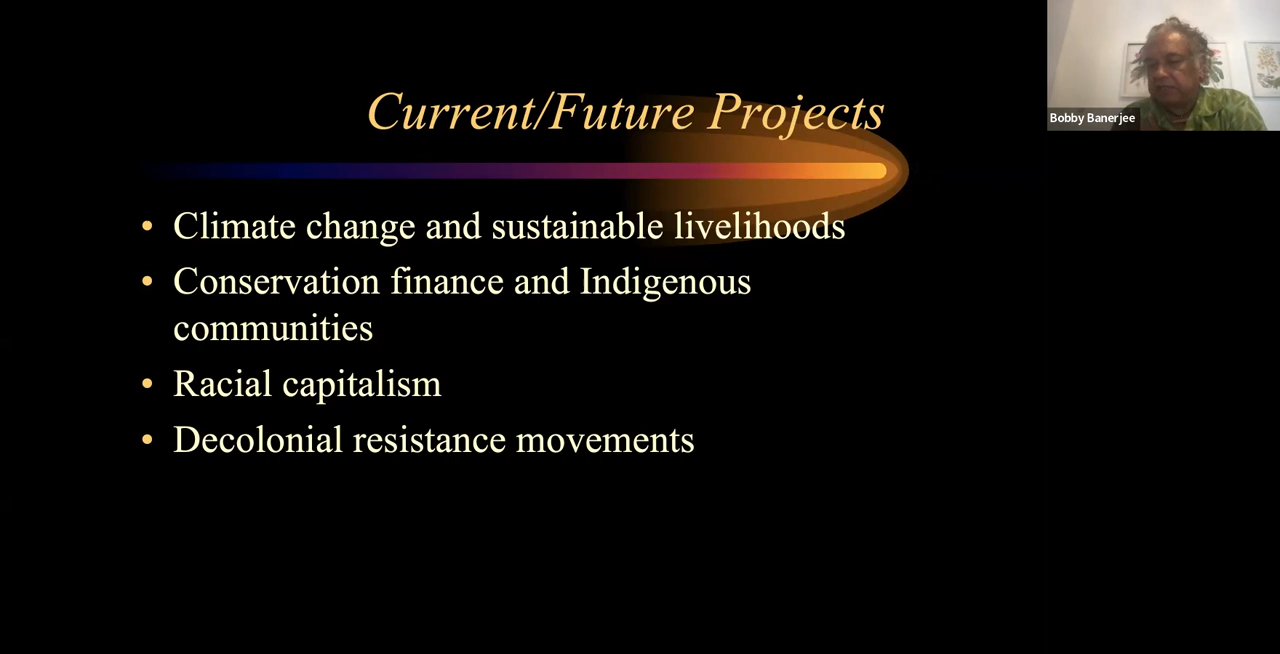 Current/Future Projects
Bobby Banerjee
• Climate change and sustainable livelihoods
• Conservation finance and Indigenous
communities
• Racial capitalism
• Decolonial resistance movements